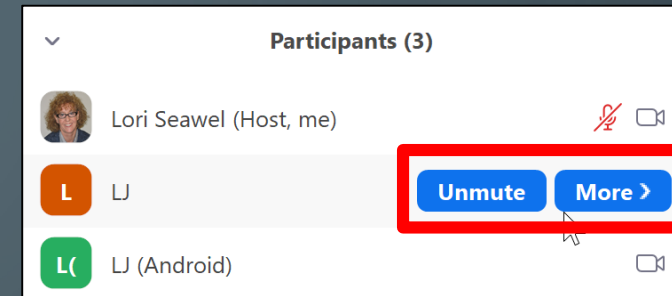 Participants (3)
Lori Seawel (Host, me)
L LJ Unmute More >
L( LJ (Android)